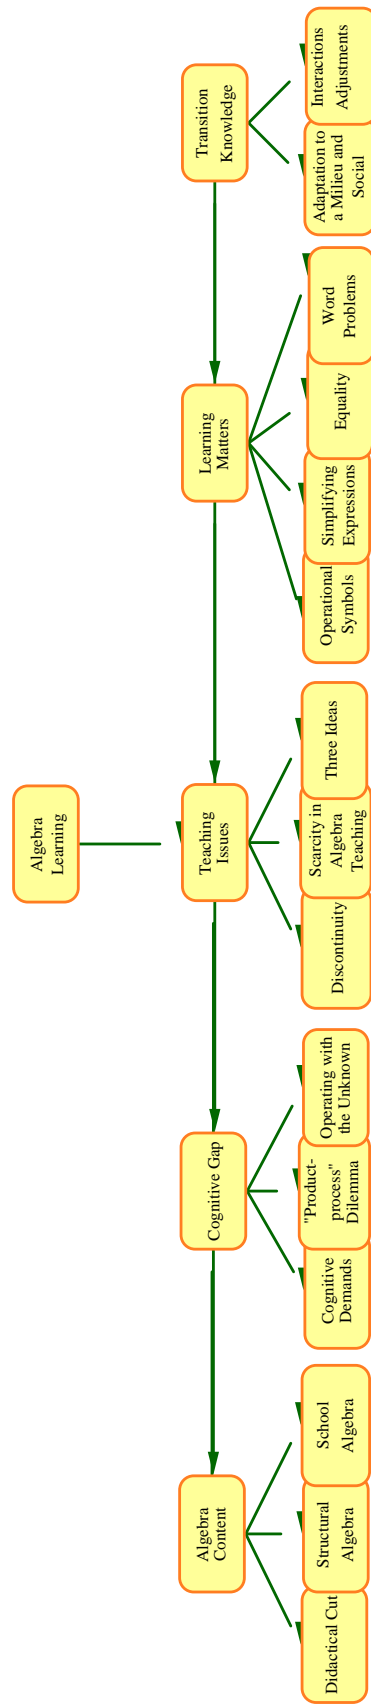 Algebra
Learning
Algebra
Content
Cognitive Gap
Teaching
Issues
Learning
Matters
Transition
Knowledge
Didactical Cut
Structural
Algebra
School
Algebra
Cognitive
Demands
"Product-
process"
Dilemma
Operating with
the Unknown
Discontinuity
Scarcity in
Algebra
Teaching
Three Ideas
Operational
Symbols
Simplifying
Expressions
Equality
Word
Problems
Adaptation to
a Milieu and
Social
Interactions
Adjustments